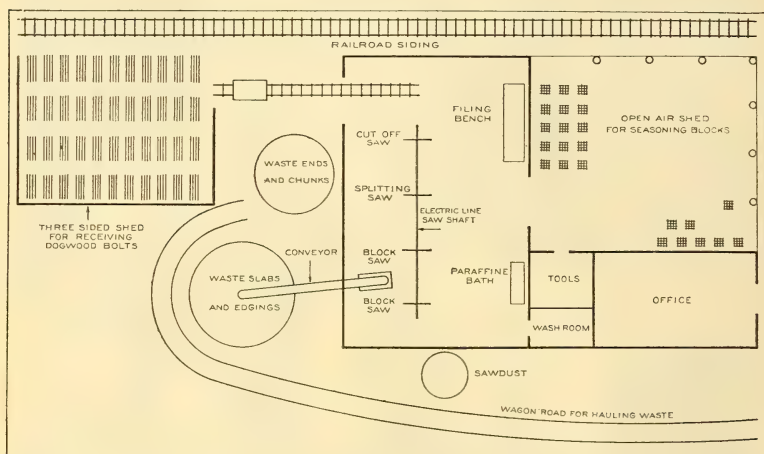 RAILROAD SIDING
FILING
BENCH
OPEN AIR SHED
FOR SEASONING BLOCKS
CUT OFF
SAW
WASTE ENDS
AND CHUNKS
SPLITTING
SAW
ELECTRIC LINE
SAW SHAFT
THREE SIDED SHED
FOR RECEIVING
DOGWOOD BOLTS
CONVEYOR
BLOCK
SAW
WASTE SLABS
AND EDGINGS
BLOCK
SAW
PARAFFINE
BATH
TOOLS
OFFICE
WASH ROOM
SAWDUST
WAGON ROAD FOR HAULING WASTE